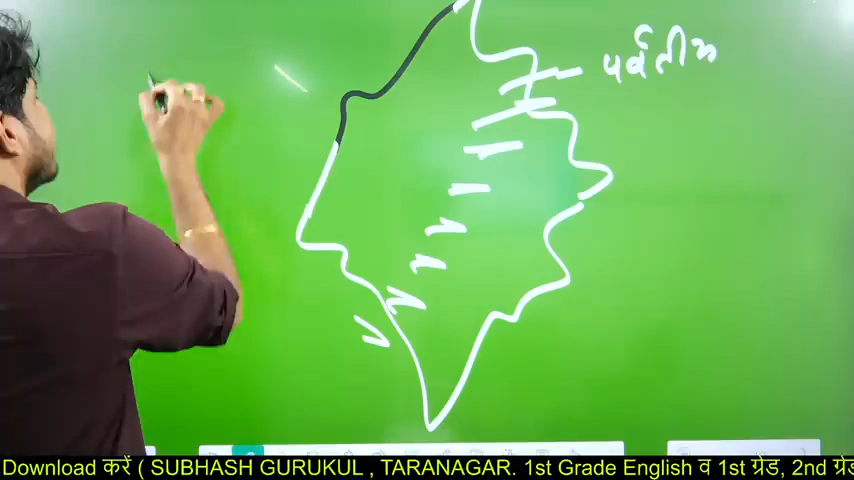 पर्वतीय
Download करें ( SUBHASH GURUKUL , TARANAGAR. 1st Grade English व 1st ग्रेड, 2nd ग्रेड